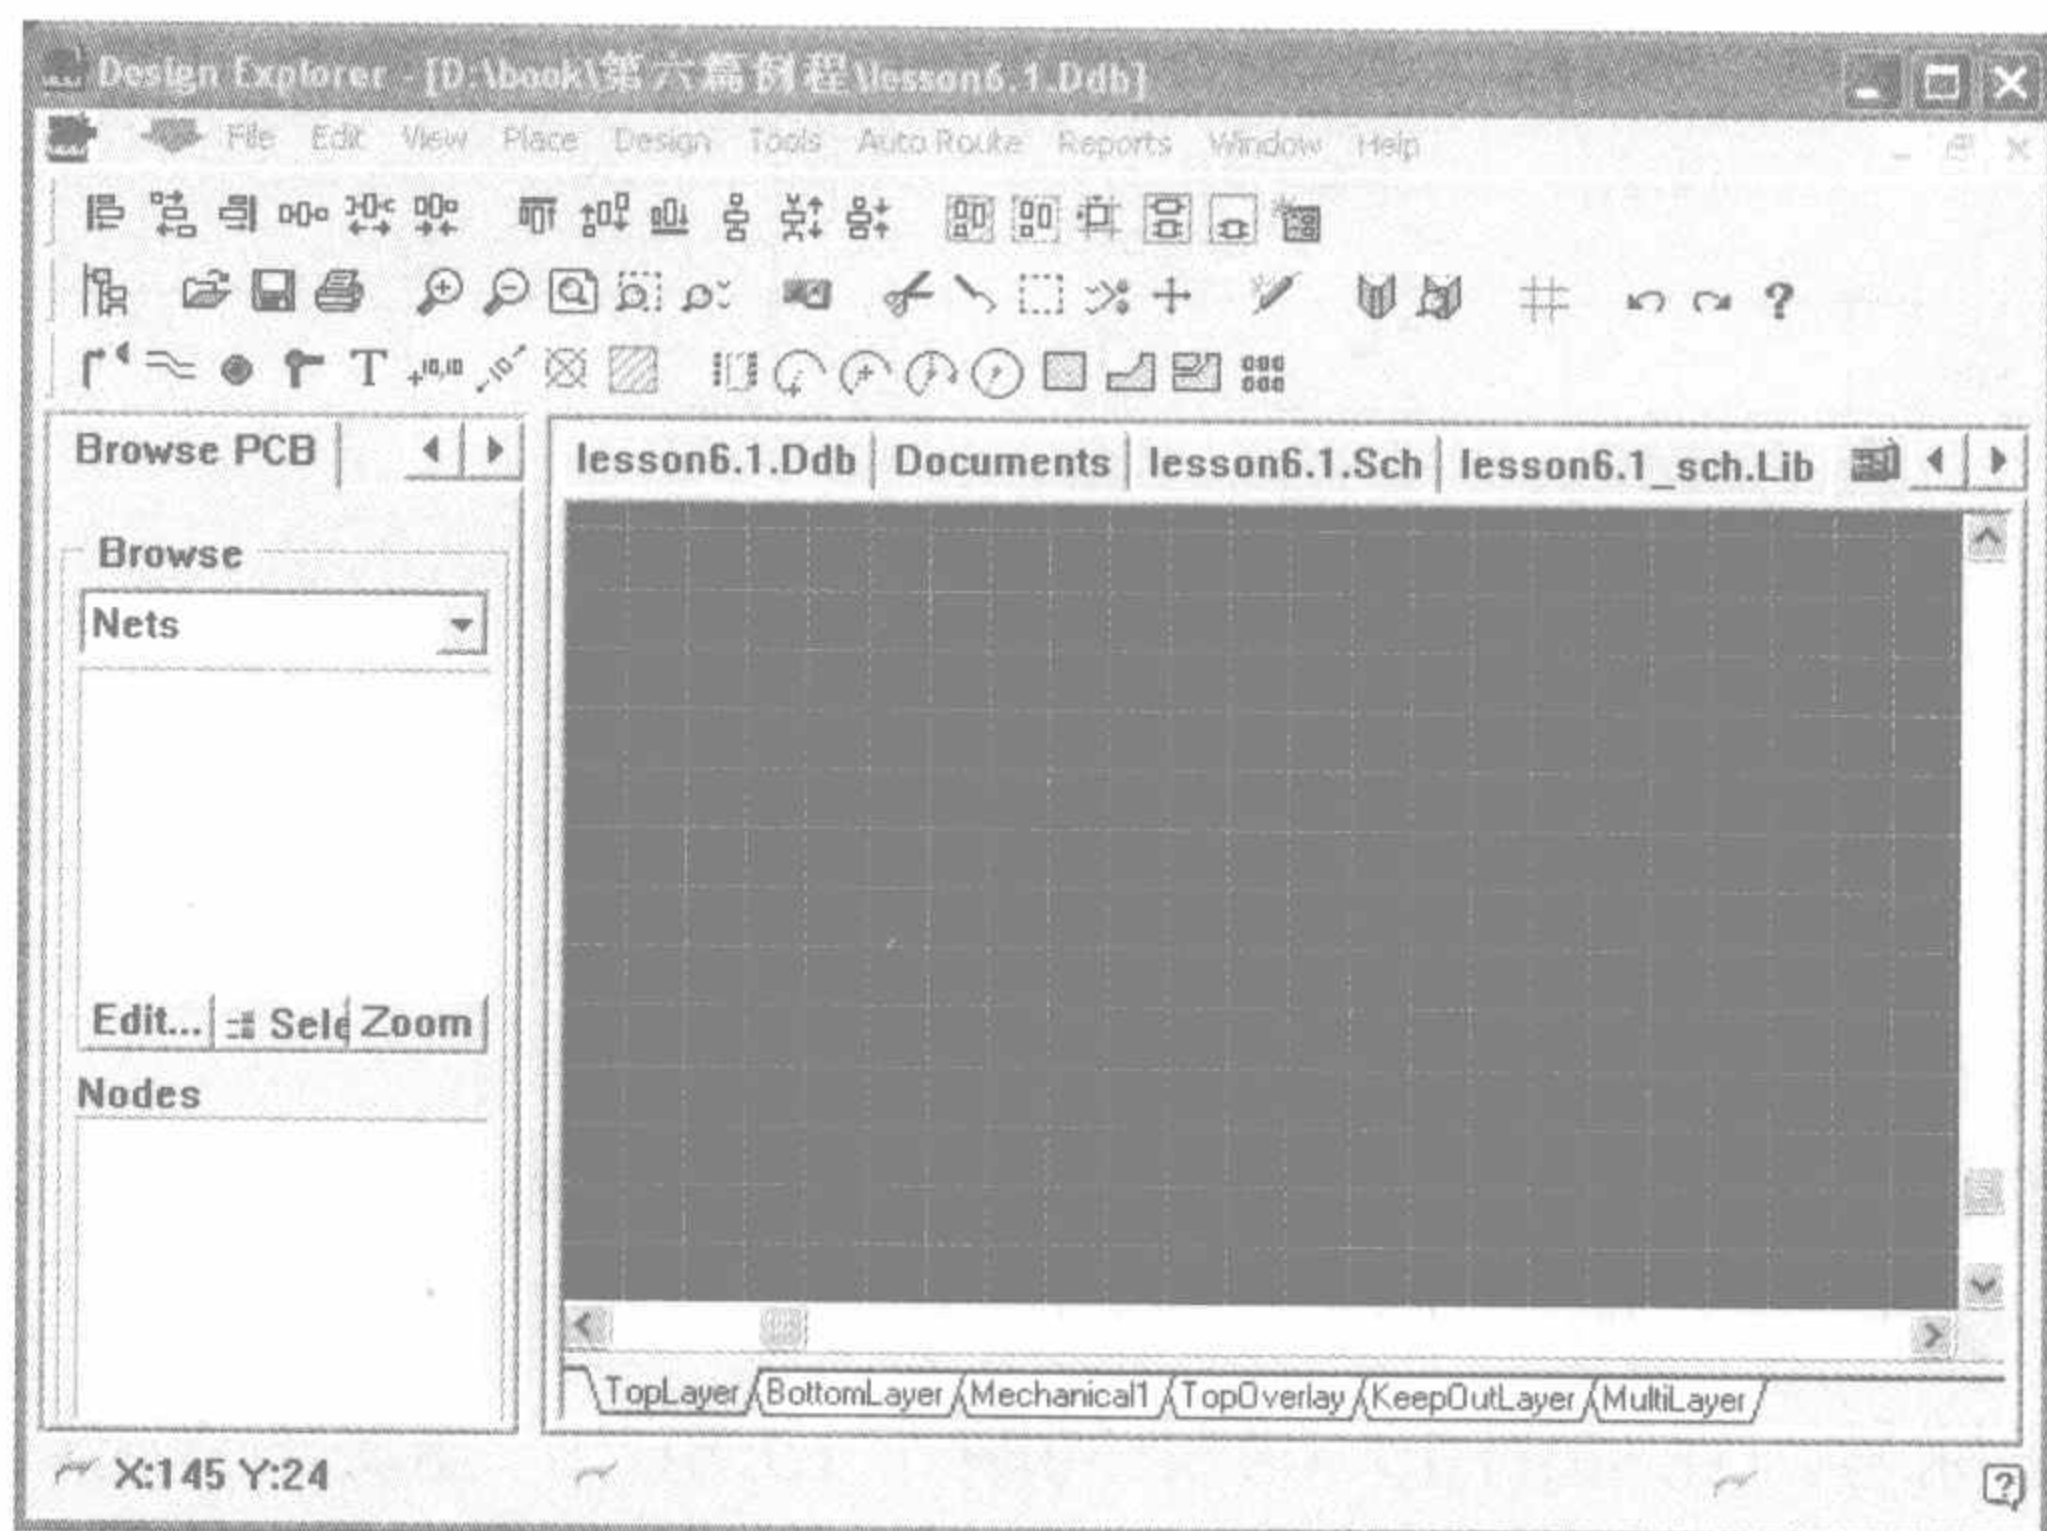 Design Explorer - [D:\book\第六篇例程\lesson6.1.Ddb]
File Edit View Place Design Tools Auto Route Reports Window Help
Browse PCB
lesson6.1.Ddb Documents lesson6.1.Sch lesson6.1_sch.Lib
Browse
Nets
Edit... Sele Zoom
Nodes
TopLayer BottomLayer Mechanical1 TopOverlay KeepOutLayer MultiLayer
X:145 Y:24